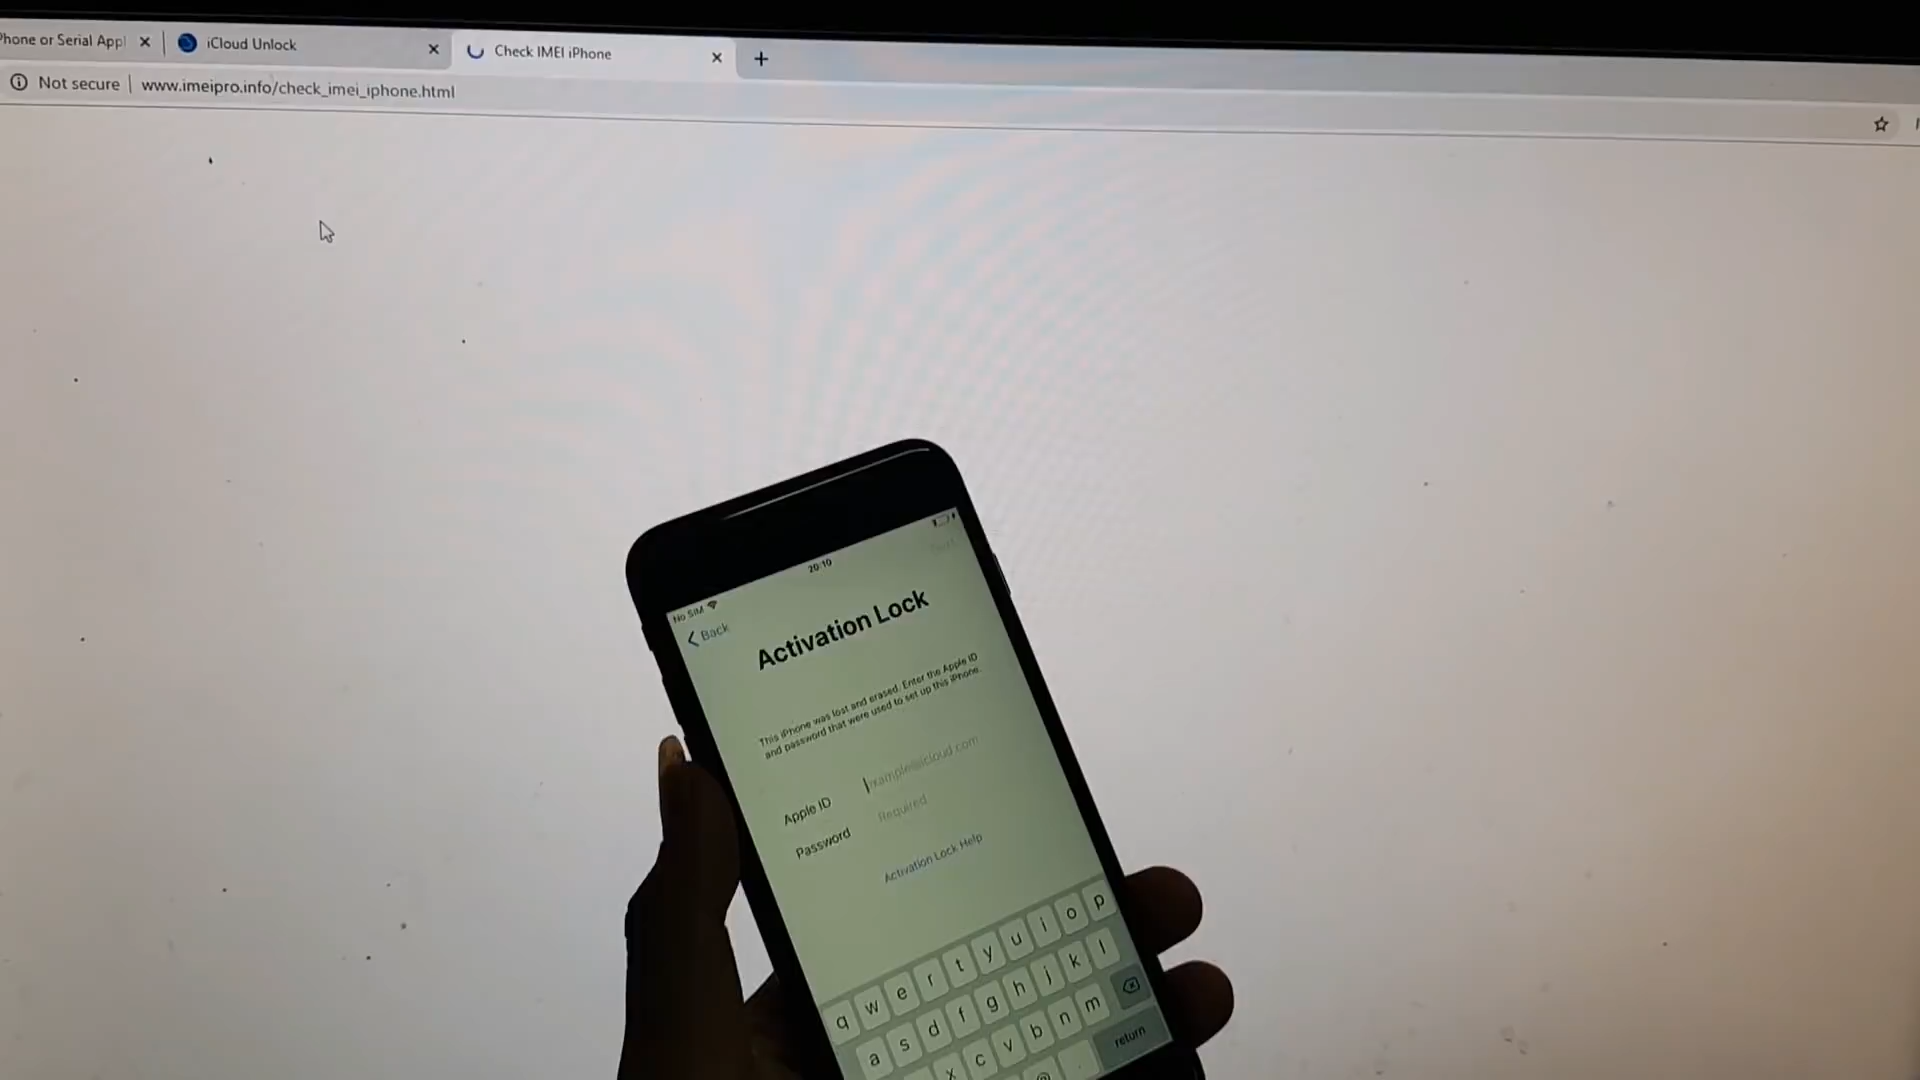 Phone or Serial Appl
iCloud Unlock
Check IMEI iPhone
Not secure
www.imeipro.info/check_imei_iphone.html
20:10
No SIM
Back
Activation Lock
This iPhone was lost and erased. Enter the Apple ID
and password that were used to set up this iPhone.
Apple ID
example@icloud.com
Password
Required
Activation Lock Help
q w e r t y u i o p
a s d f g h j k l
x c v b n m
@ . return